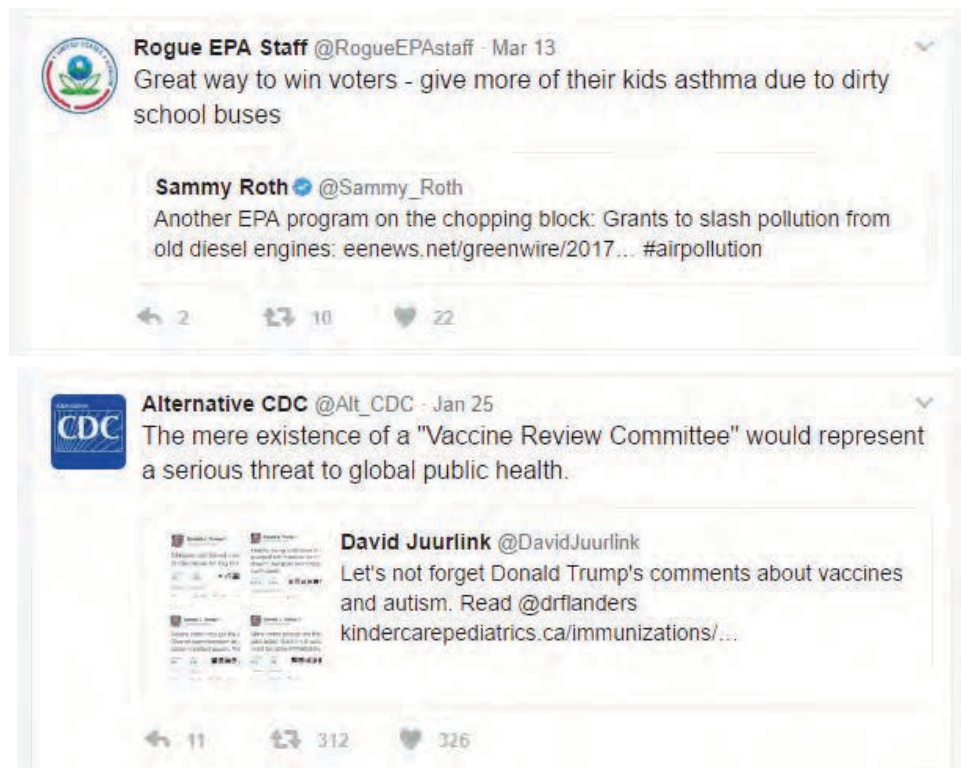 Rogue EPA Staff @RogueEPAstaff · Mar 13
Great way to win voters - give more of their kids asthma due to dirty
school buses
Sammy Roth @Sammy_Roth
Another EPA program on the chopping block: Grants to slash pollution from
old diesel engines: eenews.net/greenwire/2017... #airpollution
2 10 22
Alternative CDC @Alt_CDC · Jan 25
CDC
The mere existence of a "Vaccine Review Committee" would represent
a serious threat to global public health.
David Juurlink @DavidJuurlink
Let's not forget Donald Trump's comments about vaccines
and autism. Read @drflanders
kindercarepediatrics.ca/immunizations/...
11 312 326